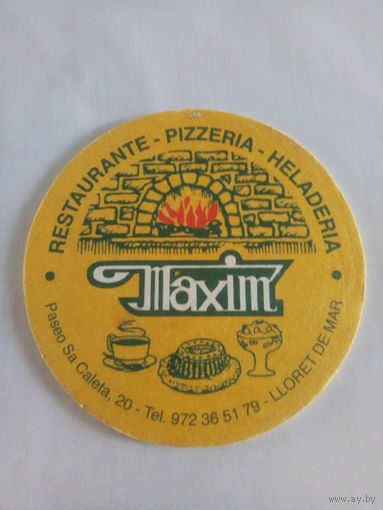 RESTAURANTE - PIZZERIA - HELADERIA
Maxim
Paseo Sa Caleta, 20 - Tel. 972 36 51 79 - LLORET DE MAR
https://www.ay.by